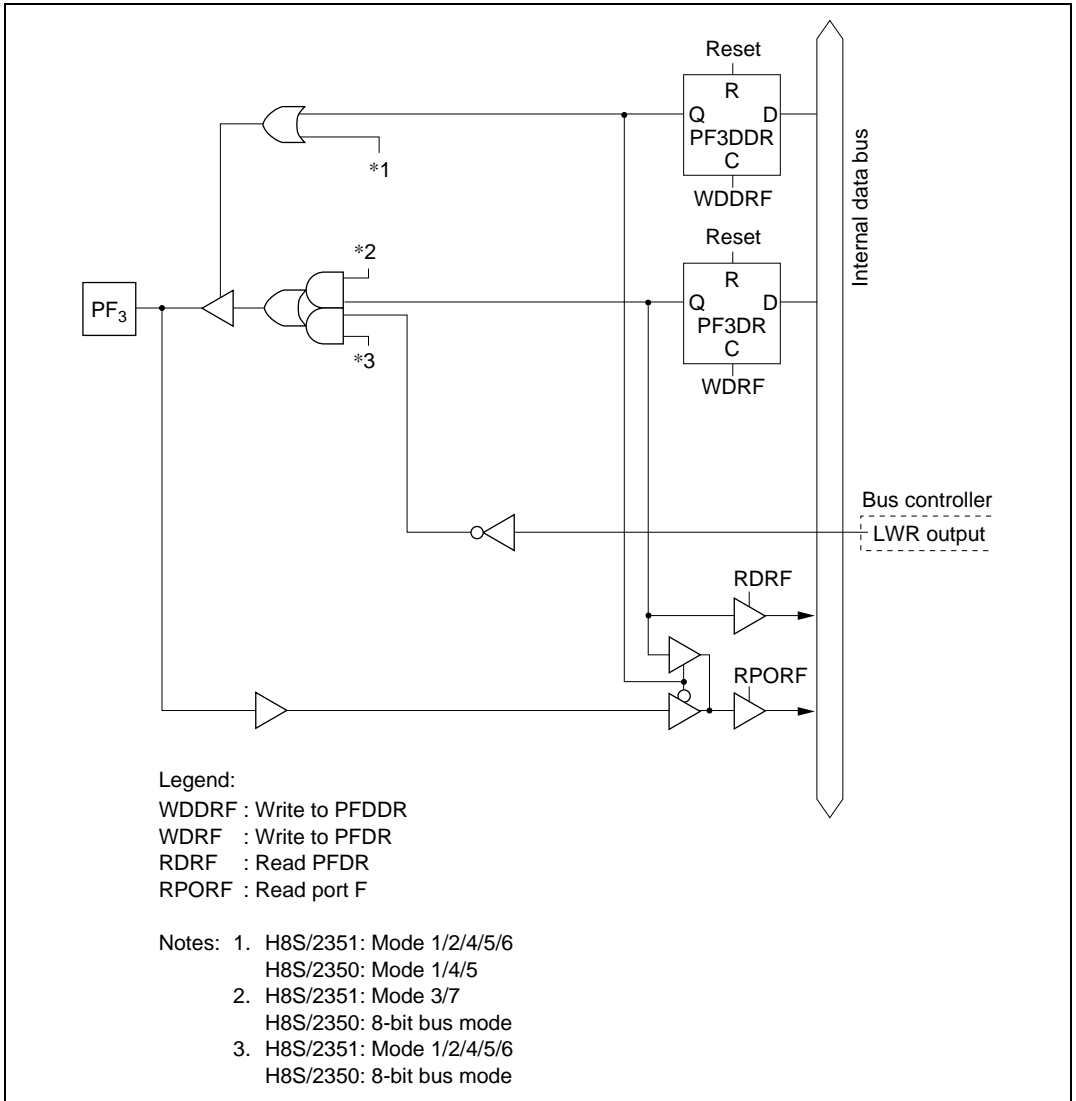 Reset
R
Q D
PF3DDR
C
WDDRF
*1
Internal data bus
Reset
R
Q D
PF3DR
C
WDRF
*2
PF3
*3
Bus controller
LWR output
RDRF
RPORF
Legend:
WDDRF : Write to PFDDR
WDRF : Write to PFDR
RDRF : Read PFDR
RPORF : Read port F
Notes: 1. H8S/2351: Mode 1/2/4/5/6
H8S/2350: Mode 1/4/5
2. H8S/2351: Mode 3/7
H8S/2350: 8-bit bus mode
3. H8S/2351: Mode 1/2/4/5/6
H8S/2350: 8-bit bus mode